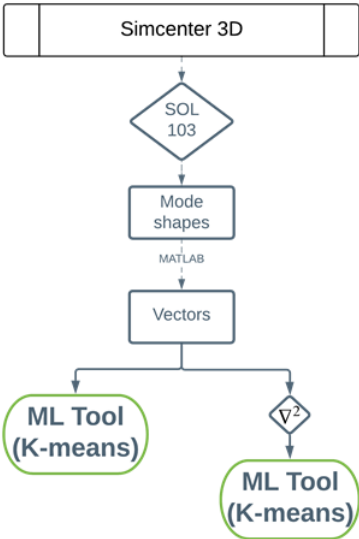 Simcenter 3D
SOL
103
Mode
shapes
MATLAB
Vectors
ML Tool
(K-means)
∇²
ML Tool
(K-means)